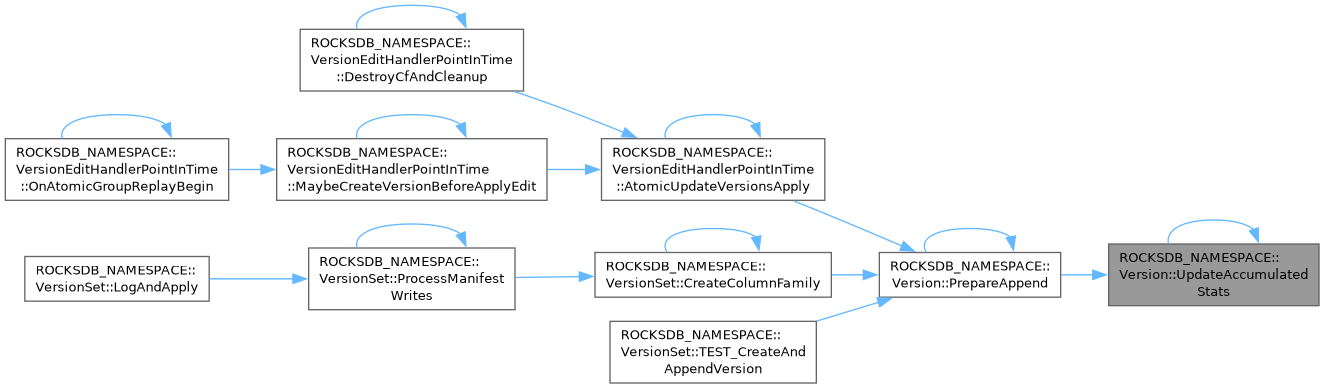 ROCKSDB_NAMESPACE::
VersionEditHandlerPointInTime
::DestroyCfAndCleanup
ROCKSDB_NAMESPACE::
VersionEditHandlerPointInTime
::OnAtomicGroupReplayBegin
ROCKSDB_NAMESPACE::
VersionEditHandlerPointInTime
::MaybeCreateVersionBeforeApplyEdit
ROCKSDB_NAMESPACE::
VersionEditHandlerPointInTime
::AtomicUpdateVersionsApply
ROCKSDB_NAMESPACE::
VersionSet::LogAndApply
ROCKSDB_NAMESPACE::
VersionSet::ProcessManifest
Writes
ROCKSDB_NAMESPACE::
VersionSet::CreateColumnFamily
ROCKSDB_NAMESPACE::
Version::PrepareAppend
ROCKSDB_NAMESPACE::
Version::UpdateAccumulated
Stats
ROCKSDB_NAMESPACE::
VersionSet::TEST_CreateAnd
AppendVersion